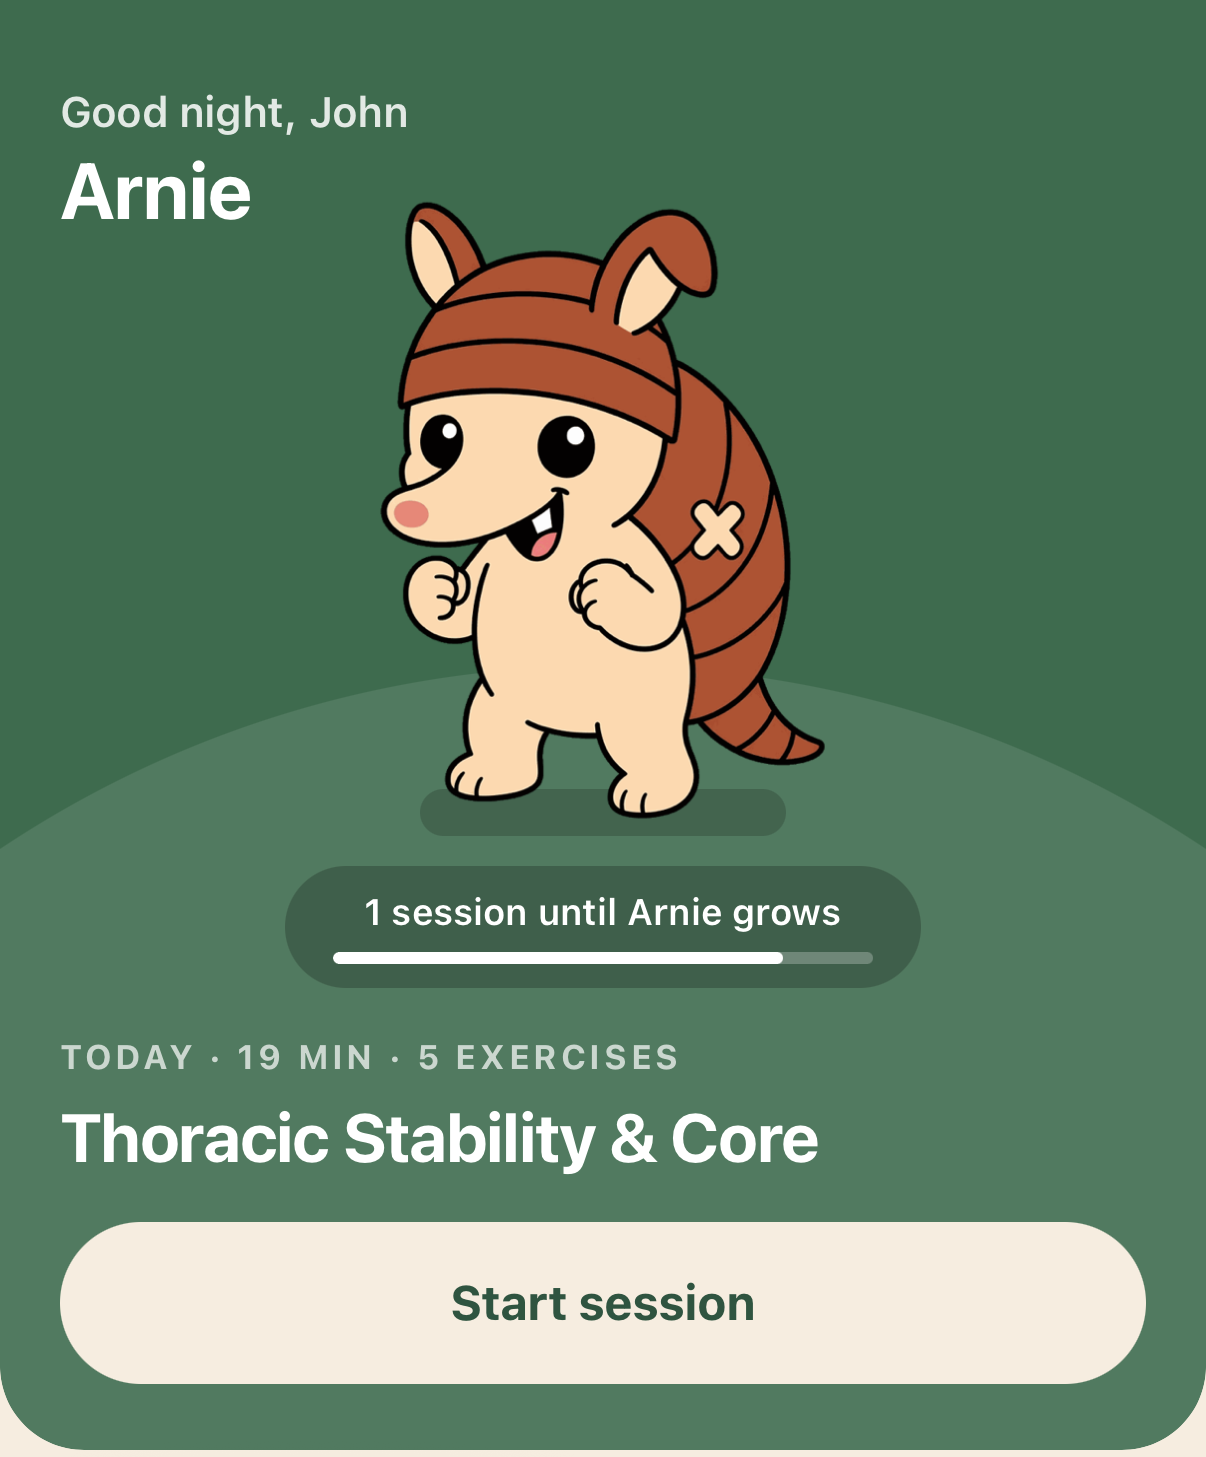 Good night, John
Arnie
1 session until Arnie grows
TODAY · 19 MIN · 5 EXERCISES
Thoracic Stability & Core
Start session